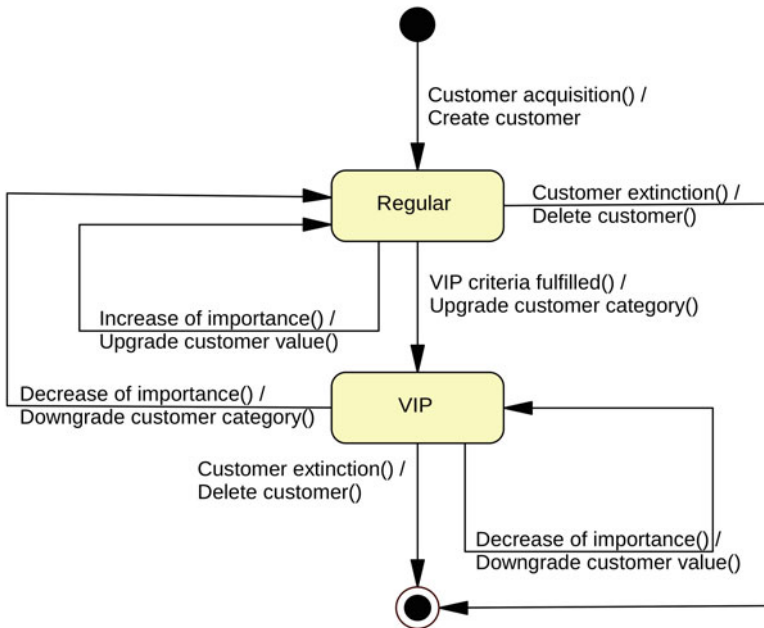 Customer acquisition() /
Create customer
Regular
Customer extinction() /
Delete customer()
VIP criteria fulfilled() /
Upgrade customer category()
Increase of importance() /
Upgrade customer value()
Decrease of importance() /
Downgrade customer category()
VIP
Customer extinction() /
Delete customer()
Decrease of importance() /
Downgrade customer value()